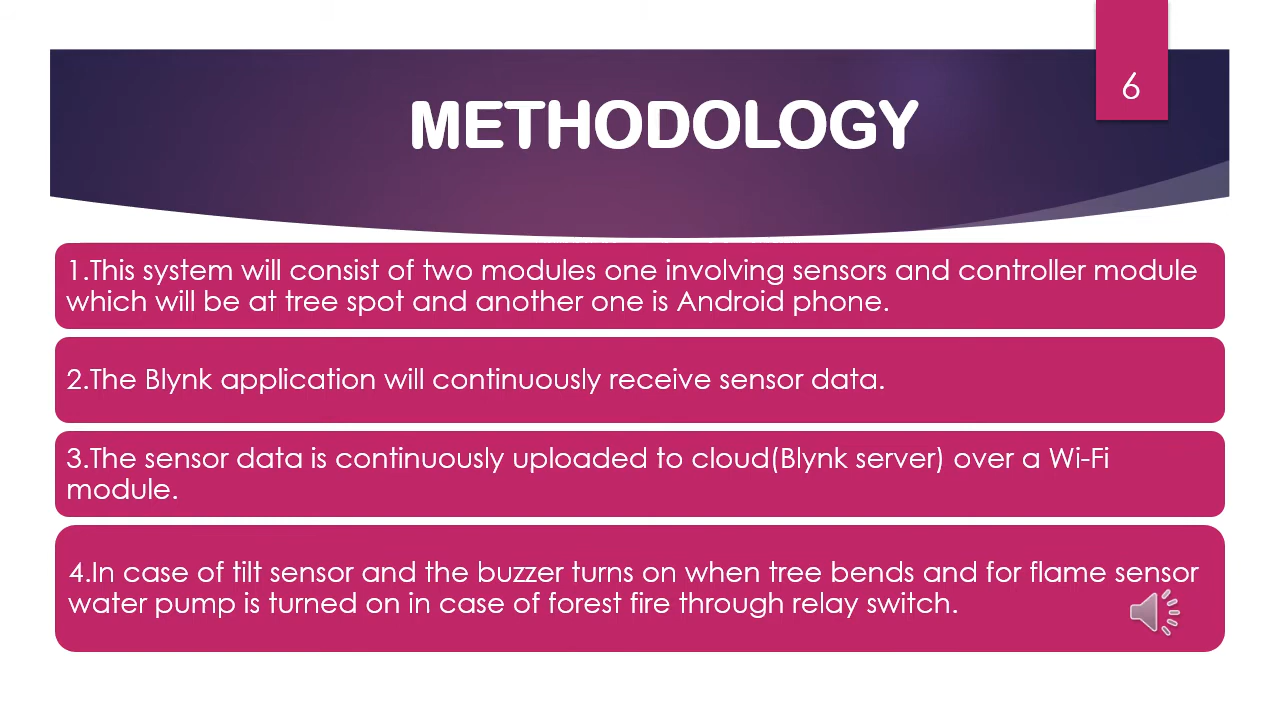 6
METHODOLOGY
1.This system will consist of two modules one involving sensors and controller module
which will be at tree spot and another one is Android phone.
2.The Blynk application will continuously receive sensor data.
3.The sensor data is continuously uploaded to cloud(Blynk server) over a Wi-Fi
module.
4.In case of tilt sensor and the buzzer turns on when tree bends and for flame sensor
water pump is turned on in case of forest fire through relay switch.